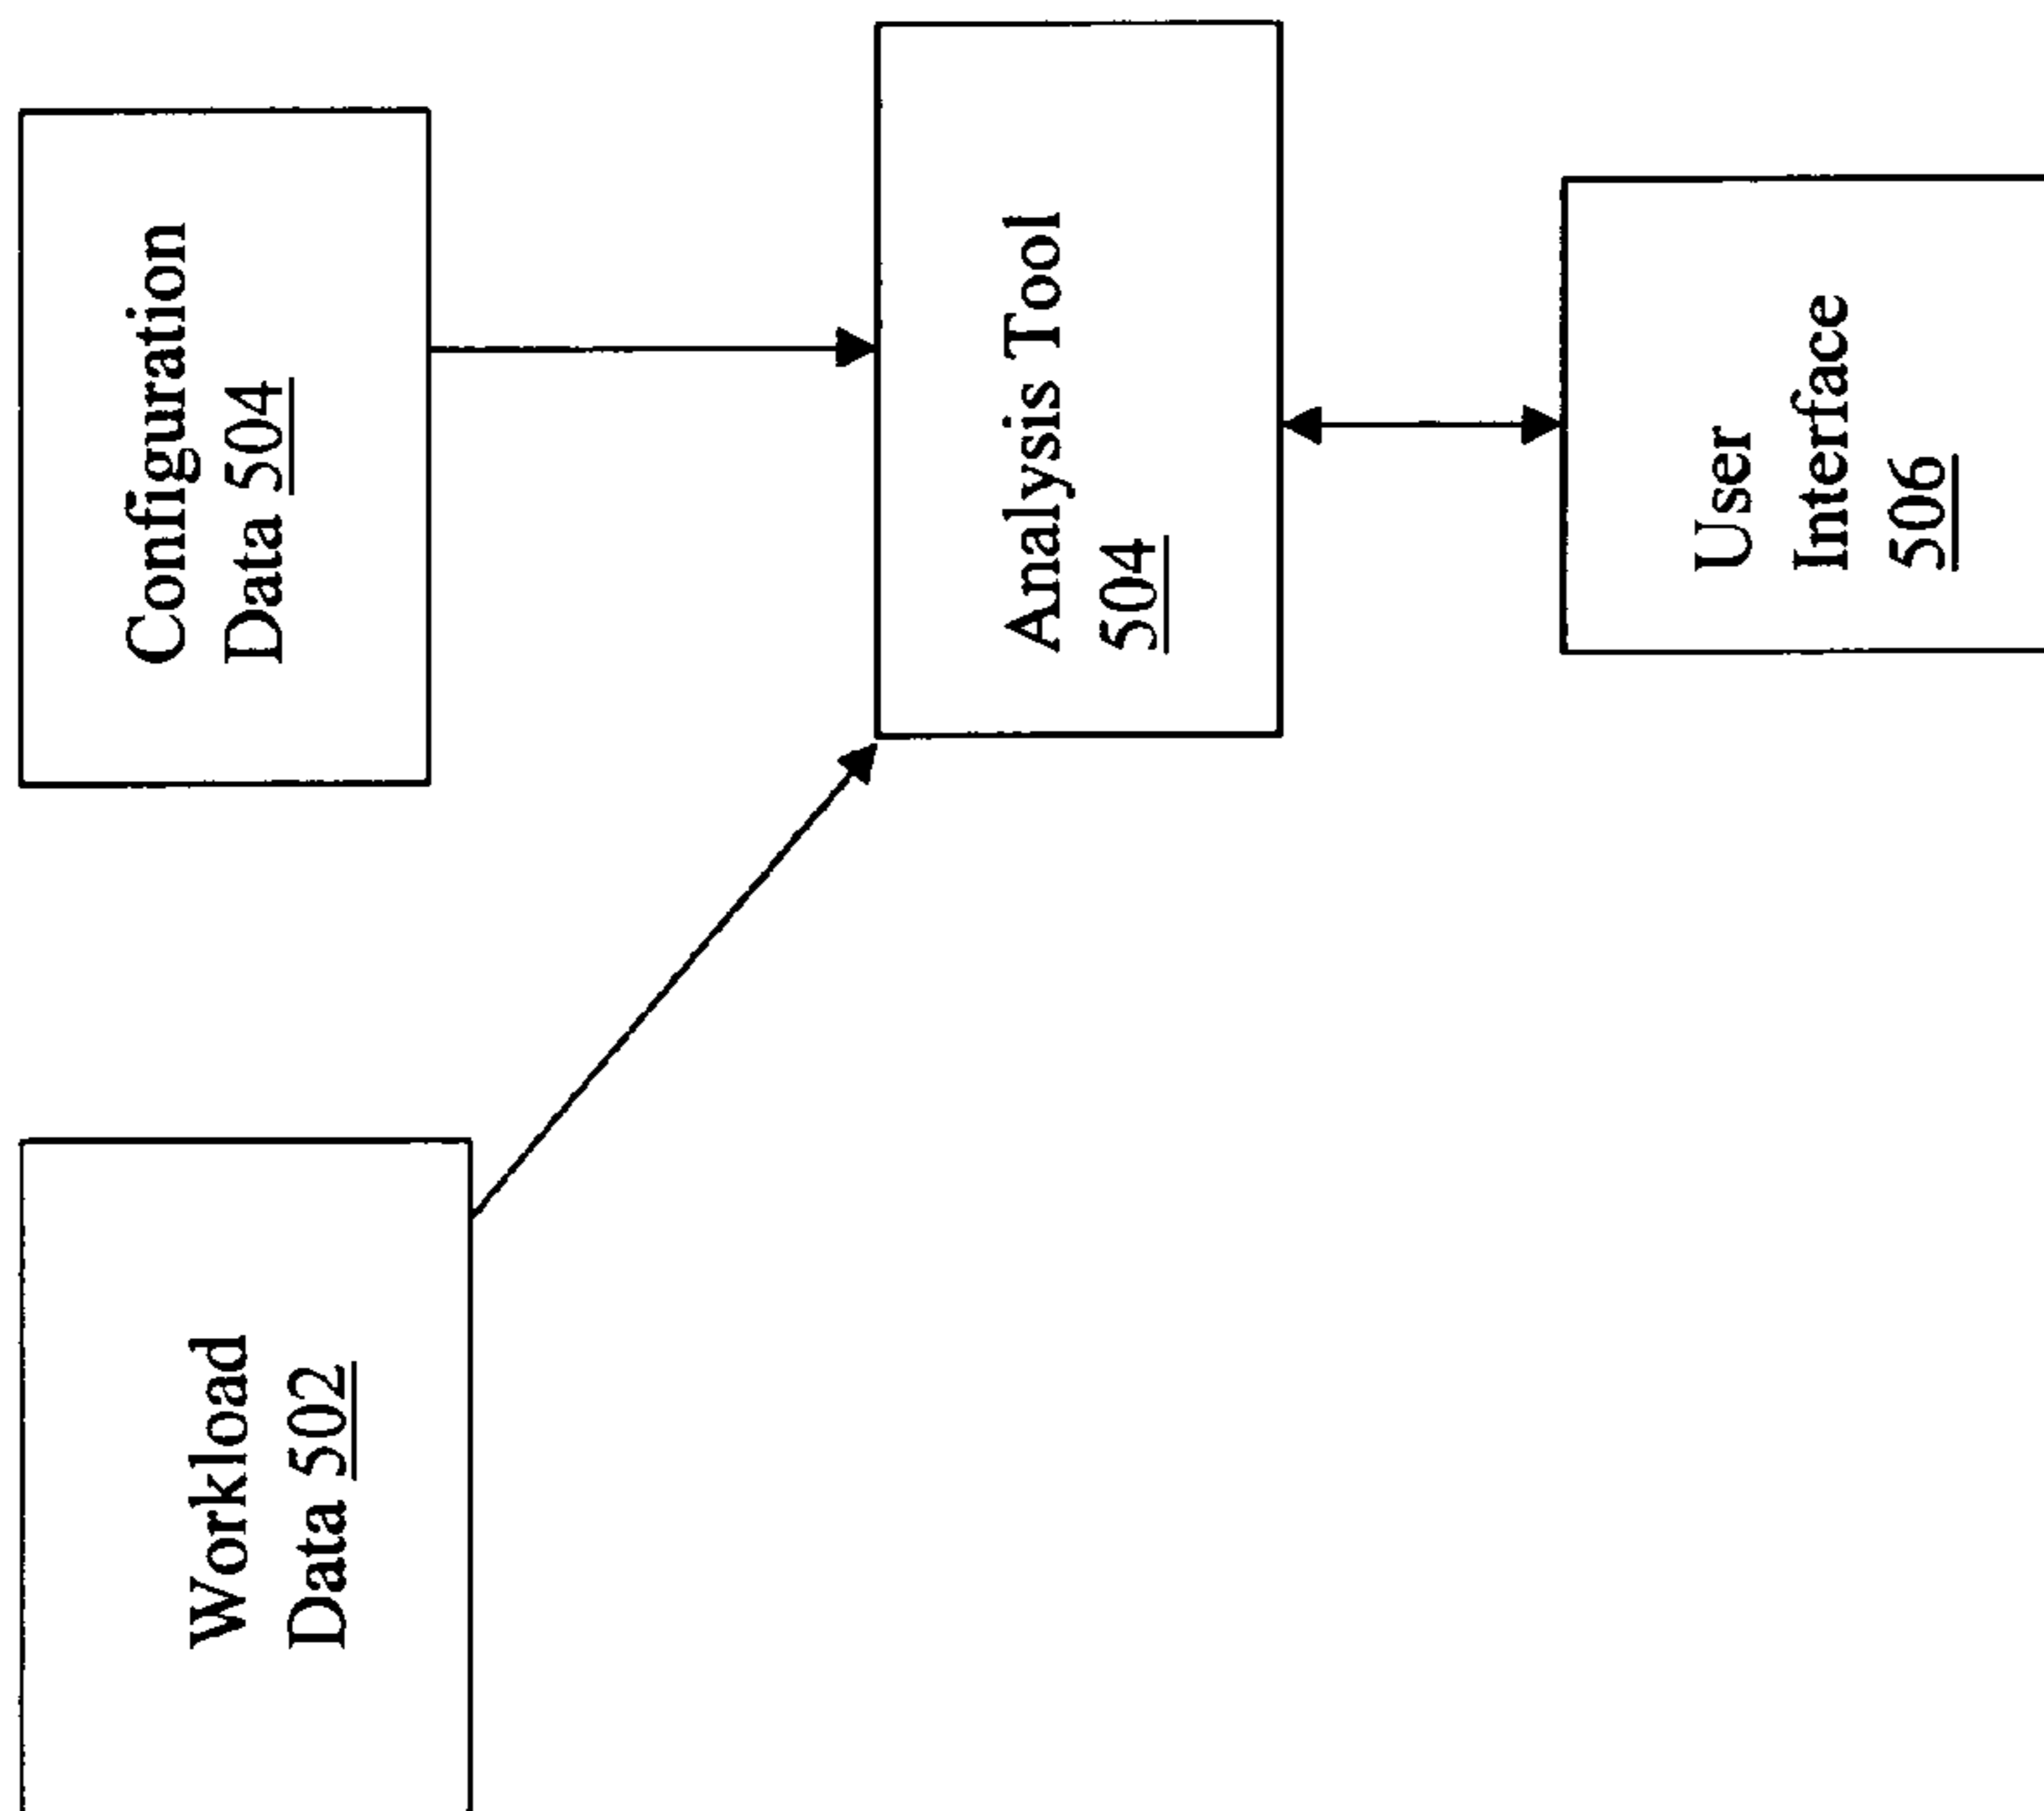 Workload
Data 502
Configuration
Data 504
Analysis Tool
504
User
Interface
506